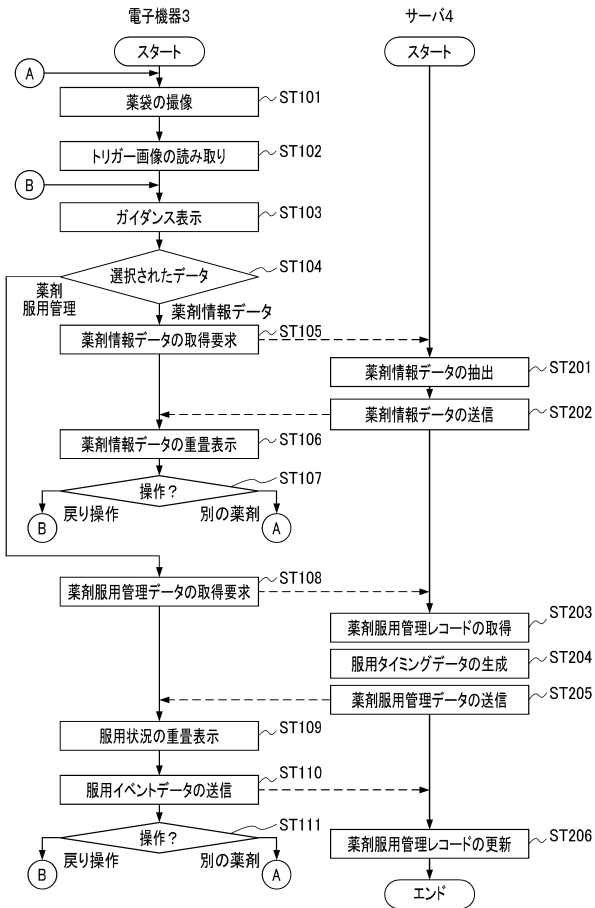 電子機器3
サーバ4
スタート
スタート
A
薬袋の撮像
ST101
トリガー画像の読み取り
ST102
B
ガイダンス表示
ST103
選択されたデータ
ST104
薬剤
服用管理
薬剤情報データ
薬剤情報データの取得要求
ST105
薬剤情報データの抽出
ST201
薬剤情報データの送信
ST202
薬剤情報データの重畳表示
ST106
操作?
ST107
B
戻り操作
別の薬剤
A
薬剤服用管理データの取得要求
ST108
薬剤服用管理レコードの取得
ST203
服用タイミングデータの生成
ST204
薬剤服用管理データの送信
ST205
服用状況の重畳表示
ST109
服用イベントデータの送信
ST110
操作?
ST111
薬剤服用管理レコードの更新
ST206
B
戻り操作
別の薬剤
A
エンド